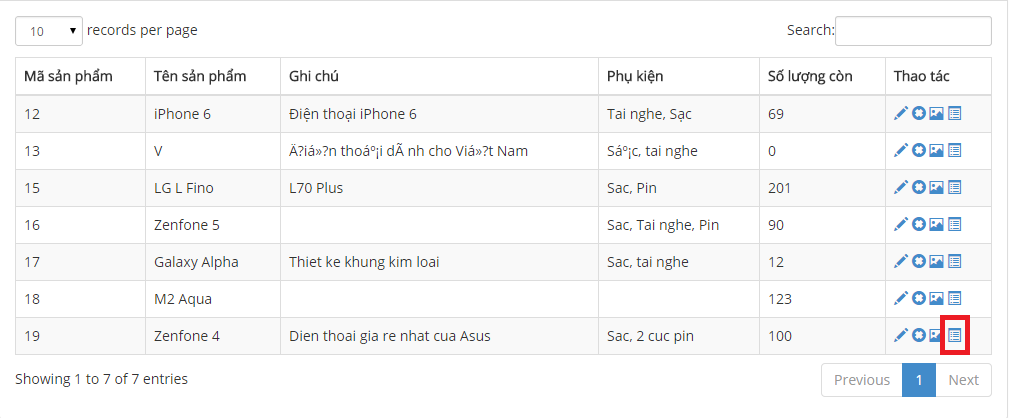 10 records per page Search:
Mã sản phẩm Tên sản phẩm Ghi chú Phụ kiện Số lượng còn Thao tác
12 iPhone 6 Điện thoại iPhone 6 Tai nghe, Sạc 69
13 V Ä?iá»?n thoáº¡i dÃ nh cho Viá»?t Nam Sáº¡c, tai nghe 0
15 LG L Fino L70 Plus Sac, Pin 201
16 Zenfone 5 Sac, Tai nghe, Pin 90
17 Galaxy Alpha Thiet ke khung kim loai Sac, tai nghe 12
18 M2 Aqua 123
19 Zenfone 4 Dien thoai gia re nhat cua Asus Sac, 2 cuc pin 100
Showing 1 to 7 of 7 entries Previous 1 Next